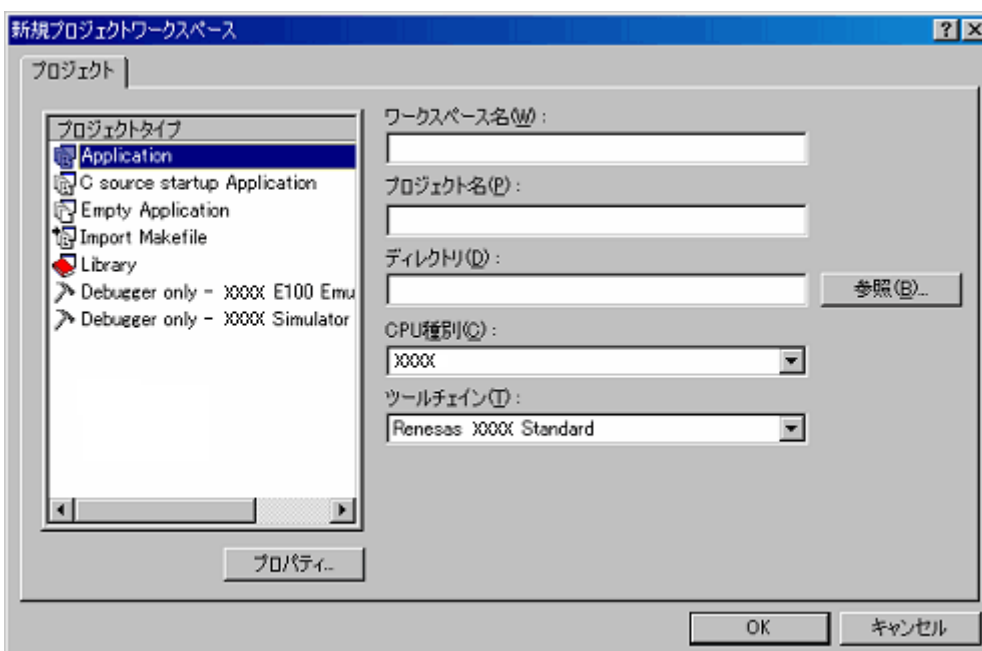 新規プロジェクトワークスペース
プロジェクト
プロジェクトタイプ
Application
C source startup Application
Empty Application
Import Makefile
Library
Debugger only - XXXX E100 Emu
Debugger only - XXXX Simulator
プロパティ...
ワークスペース名(W) :
プロジェクト名(P) :
ディレクトリ(D) :
参照(B)...
CPU種別(C) :
XXXX
ツールチェイン(T) :
Renesas XXXX Standard
OK
キャンセル